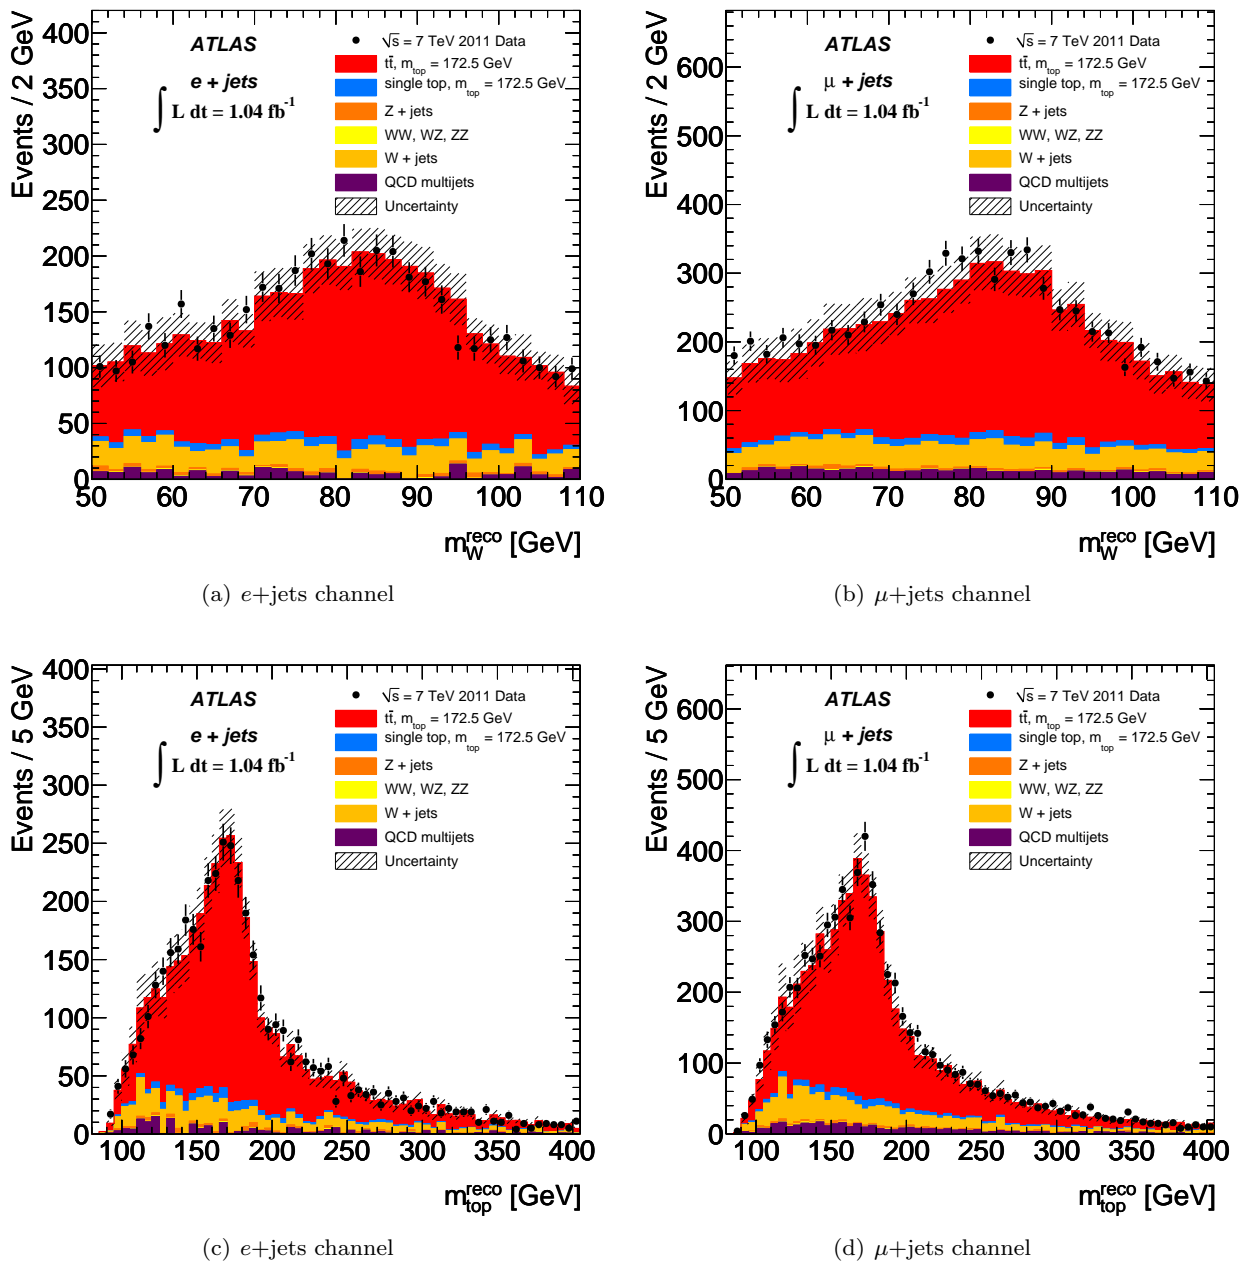 Events / 2 GeV
400
350
300
250
200
150
100
50
0
50 60 70 80 90 100 110
m_W^reco [GeV]
ATLAS
e + jets
∫ L dt = 1.04 fb⁻¹
√s = 7 TeV 2011 Data
tt̄, m_top = 172.5 GeV
single top, m_top = 172.5 GeV
Z + jets
WW, WZ, ZZ
W + jets
QCD multijets
Uncertainty
(a) e+jets channel
Events / 2 GeV
600
500
400
300
200
100
0
50 60 70 80 90 100 110
m_W^reco [GeV]
ATLAS
μ + jets
∫ L dt = 1.04 fb⁻¹
√s = 7 TeV 2011 Data
tt̄, m_top = 172.5 GeV
single top, m_top = 172.5 GeV
Z + jets
WW, WZ, ZZ
W + jets
QCD multijets
Uncertainty
(b) μ+jets channel
Events / 5 GeV
400
350
300
250
200
150
100
50
0
100 150 200 250 300 350 400
m_top^reco [GeV]
ATLAS
e + jets
∫ L dt = 1.04 fb⁻¹
√s = 7 TeV 2011 Data
tt̄, m_top = 172.5 GeV
single top, m_top = 172.5 GeV
Z + jets
WW, WZ, ZZ
W + jets
QCD multijets
Uncertainty
(c) e+jets channel
Events / 5 GeV
600
500
400
300
200
100
0
100 150 200 250 300 350 400
m_top^reco [GeV]
ATLAS
μ + jets
∫ L dt = 1.04 fb⁻¹
√s = 7 TeV 2011 Data
tt̄, m_top = 172.5 GeV
single top, m_top = 172.5 GeV
Z + jets
WW, WZ, ZZ
W + jets
QCD multijets
Uncertainty
(d) μ+jets channel